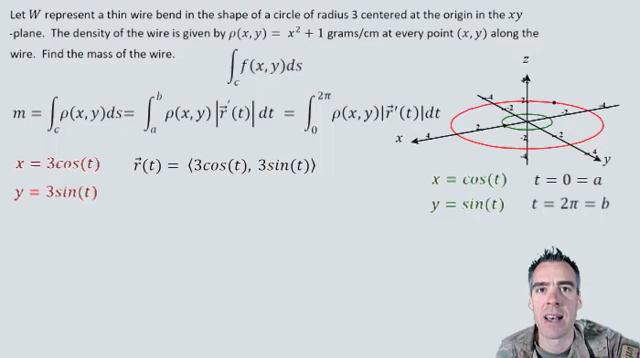 Let W represent a thin wire bend in the shape of a circle of radius 3 centered at the origin in the xy
-plane. The density of the wire is given by ρ(x, y) = x² + 1 grams/cm at every point (x, y) along the
wire. Find the mass of the wire.
∫_c f(x, y)ds
m = ∫_c ρ(x, y)ds= ∫_a^b ρ(x, y) |r⃗′(t)| dt = ∫_0^2π ρ(x, y)|r⃗′(t)|dt
x = 3cos(t)
y = 3sin(t)
r⃗(t) = ⟨3cos(t), 3sin(t)⟩
z
x
y
x = cos(t) t = 0 = a
y = sin(t) t = 2π = b